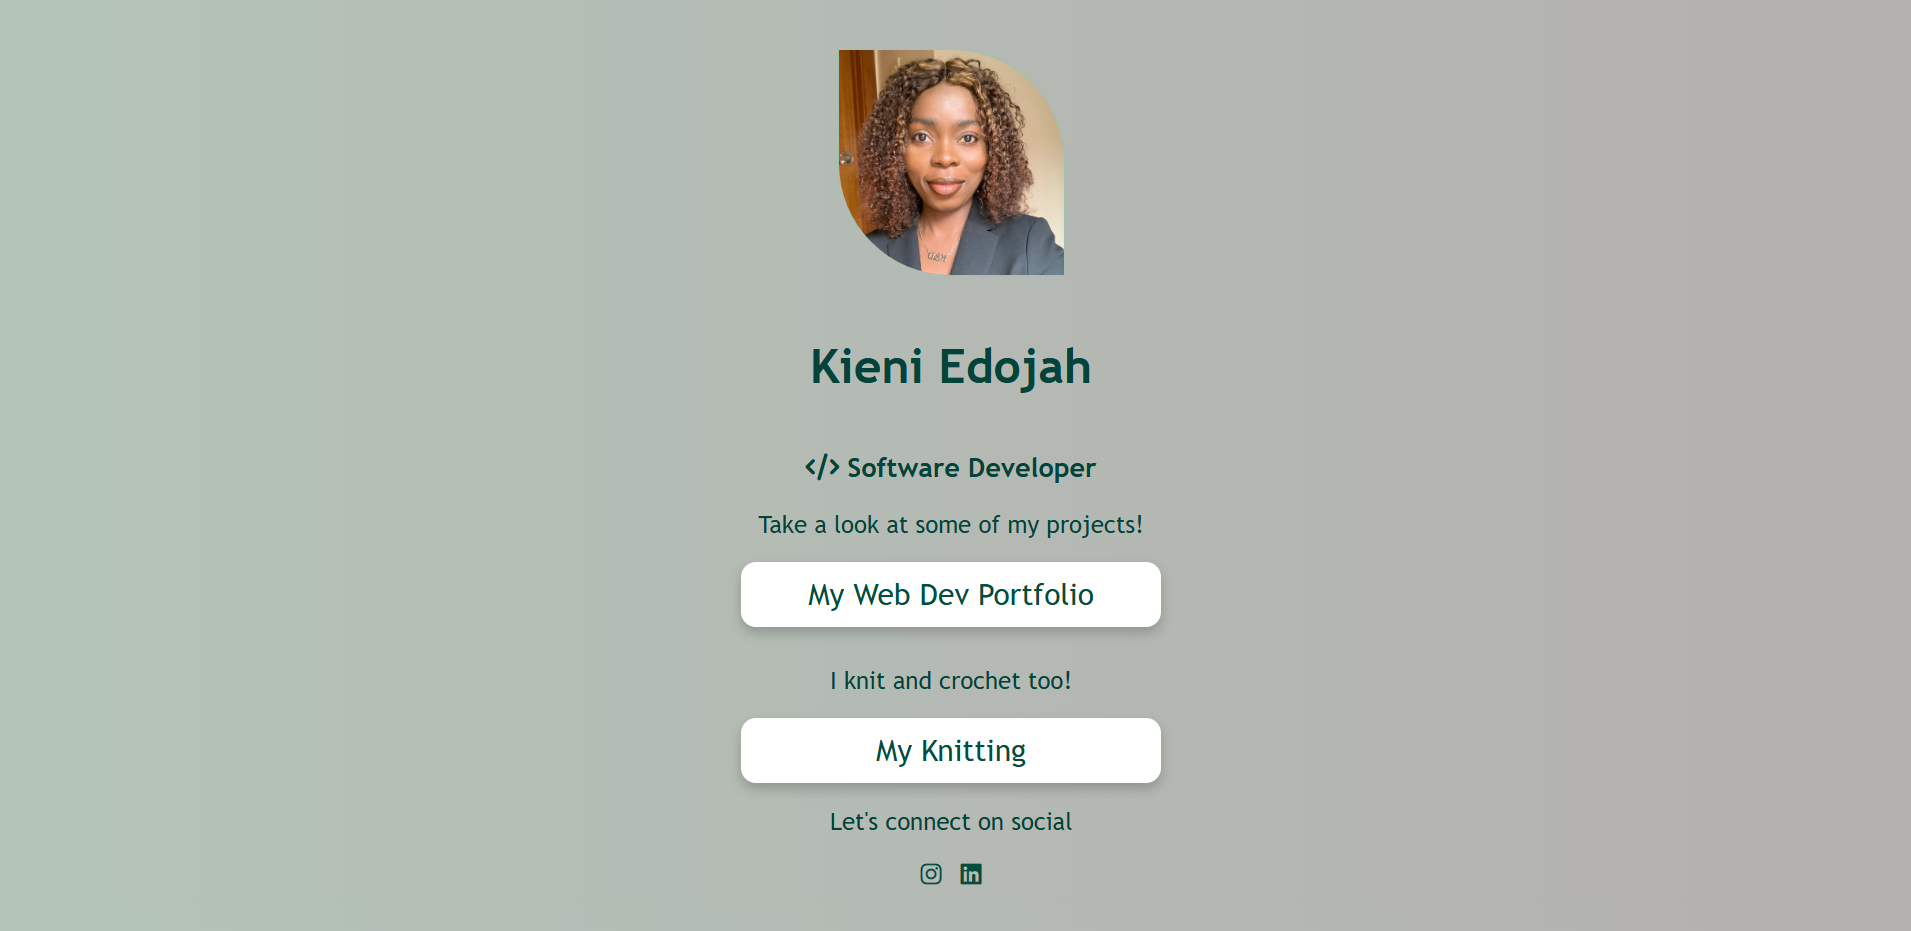 Kieni Edojah
</> Software Developer
Take a look at some of my projects!
My Web Dev Portfolio
I knit and crochet too!
My Knitting
Let's connect on social
in